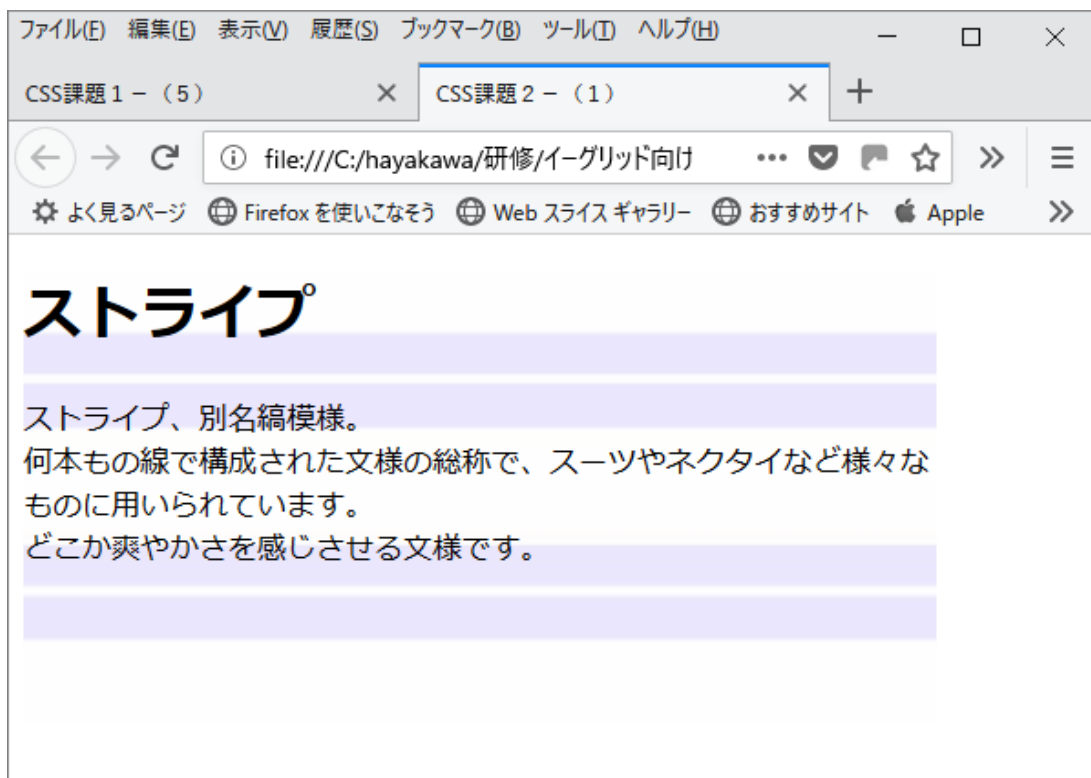 ファイル(F) 編集(E) 表示(V) 履歴(S) ブックマーク(B) ツール(T) ヘルプ(H)
CSS課題1-(5) CSS課題2-(1)
file:///C:/hayakawa/研修/イーグリッド向け
よく見るページ Firefox を使いこなそう Web スライス ギャラリー おすすめサイト Apple
ストライプ
ストライプ、別名縞模様。
何本もの線で構成された文様の総称で、スーツやネクタイなど様々な
ものに用いられています。
どこか爽やかさを感じさせる文様です。